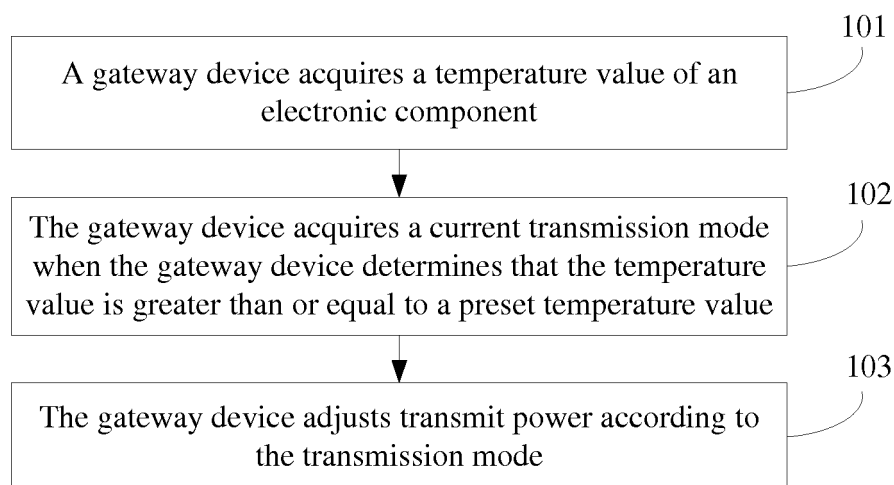 101
A gateway device acquires a temperature value of an
electronic component
102
The gateway device acquires a current transmission mode
when the gateway device determines that the temperature
value is greater than or equal to a preset temperature value
103
The gateway device adjusts transmit power according to
the transmission mode